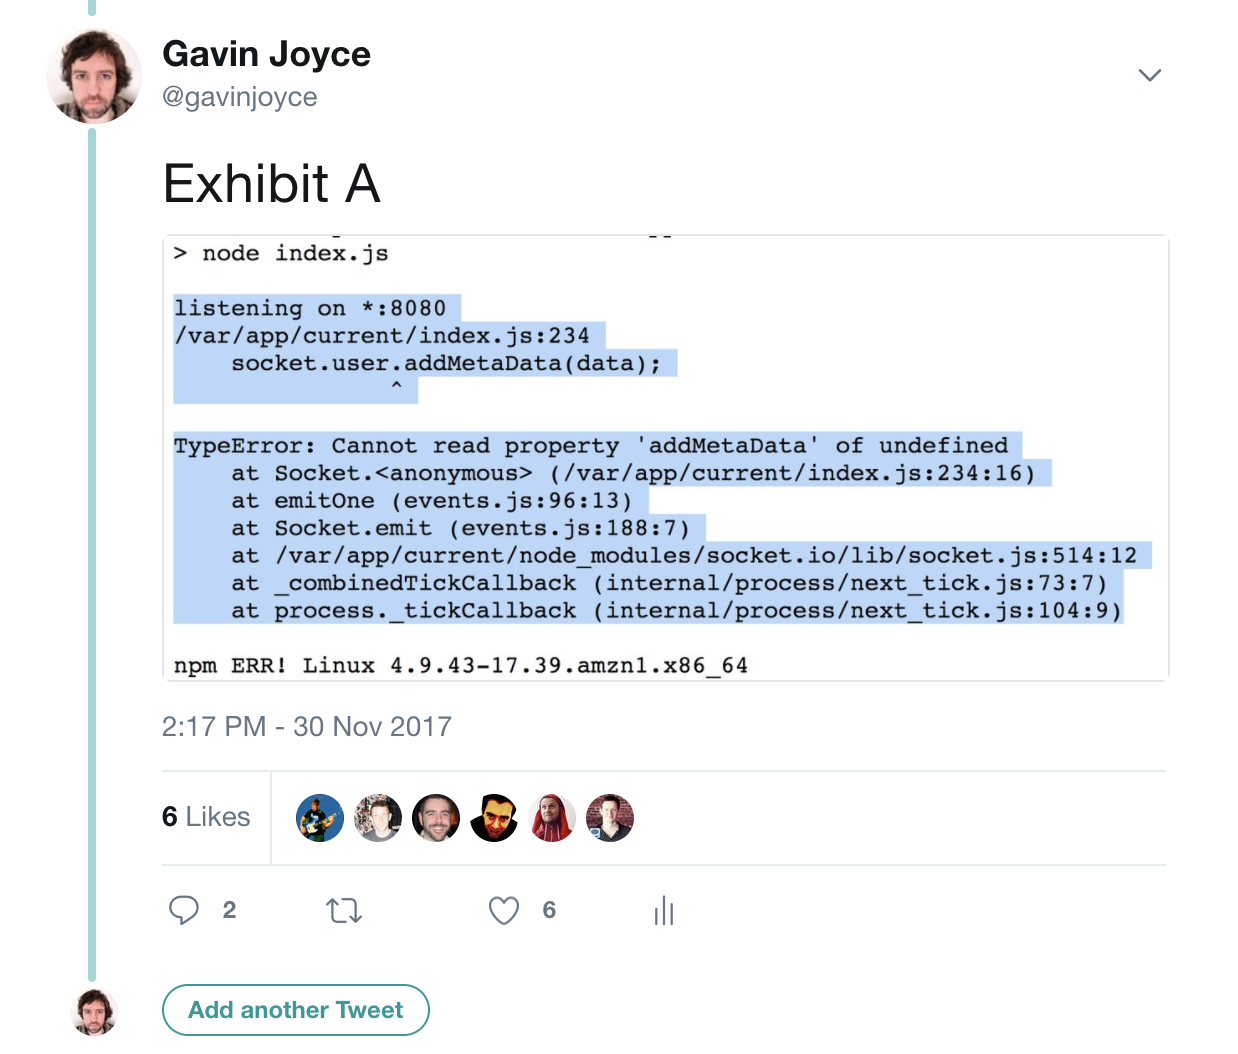 Gavin Joyce
@gavinjoyce
Exhibit A
> node index.js
listening on *:8080
/var/app/current/index.js:234
    socket.user.addMetaData(data);
               ^
TypeError: Cannot read property 'addMetaData' of undefined
    at Socket.<anonymous> (/var/app/current/index.js:234:16)
    at emitOne (events.js:96:13)
    at Socket.emit (events.js:188:7)
    at /var/app/current/node_modules/socket.io/lib/socket.js:514:12
    at _combinedTickCallback (internal/process/next_tick.js:73:7)
    at process._tickCallback (internal/process/next_tick.js:104:9)
npm ERR! Linux 4.9.43-17.39.amzn1.x86_64
2:17 PM - 30 Nov 2017
6 Likes
2 6
Add another Tweet